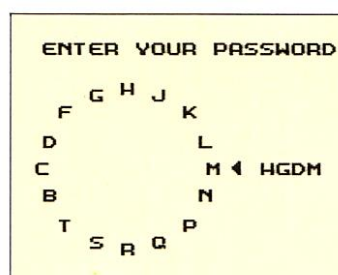 ENTER YOUR PASSWORD
H
G J
F K
D L
C M ◀ HGDM
B N
T P
S Q
R